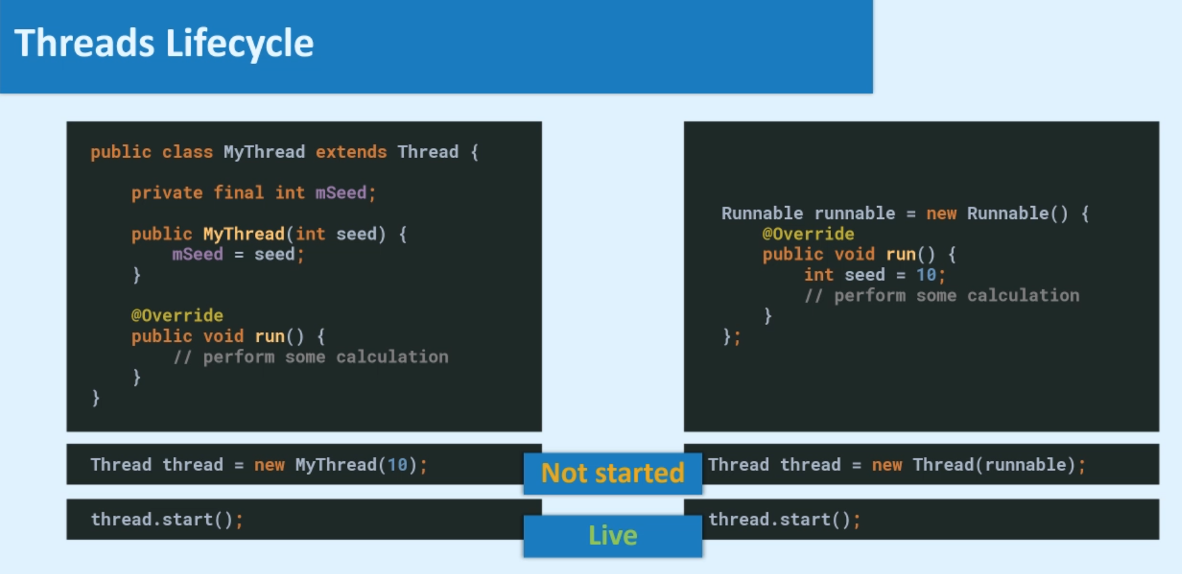 Threads Lifecycle
public class MyThread extends Thread {
private final int mSeed;
public MyThread(int seed) {
mSeed = seed;
}
@Override
public void run() {
// perform some calculation
}
}
Runnable runnable = new Runnable() {
@Override
public void run() {
int seed = 10;
// perform some calculation
}
};
Thread thread = new MyThread(10);
Not started
Thread thread = new Thread(runnable);
thread.start();
Live
thread.start();